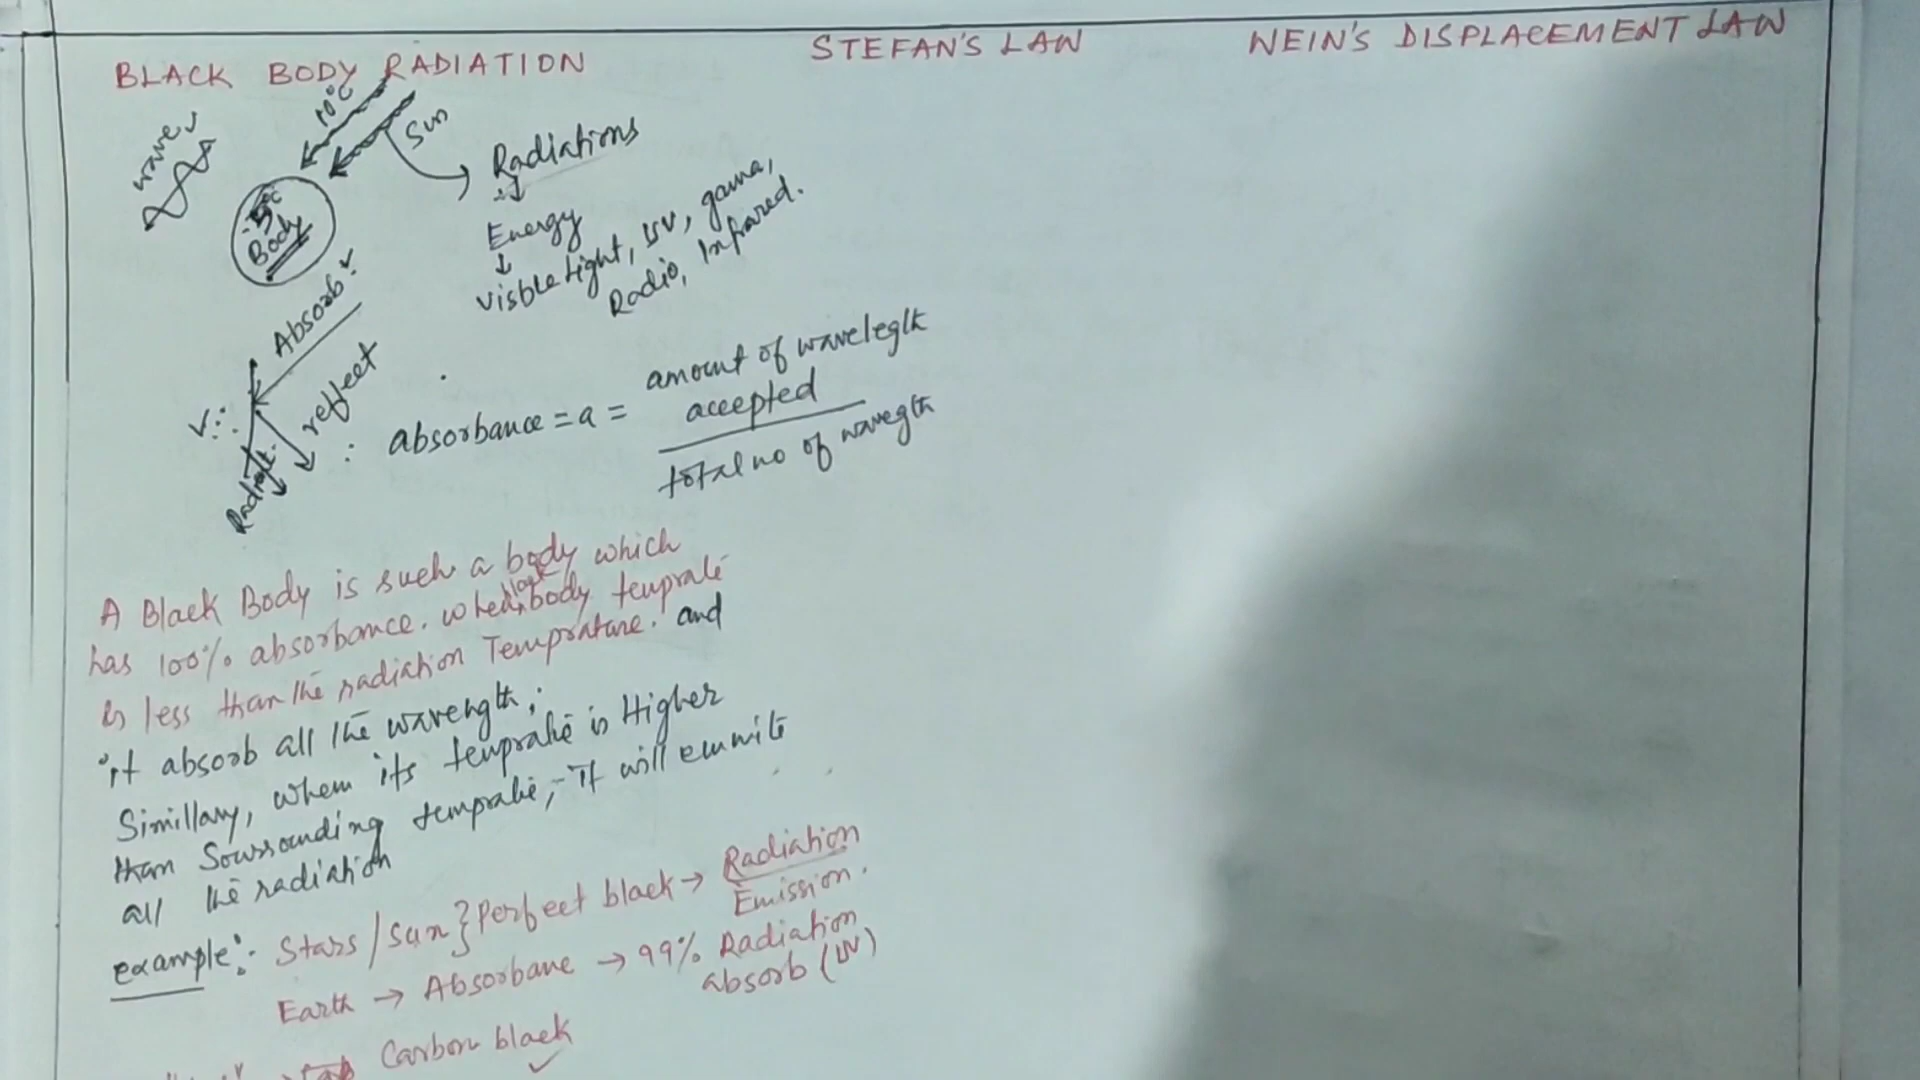 BLACK BODY RADIATION
STEFAN'S LAW
WEIN'S DISPLACEMENT LAW
wave
10°C
Sun
Radiations
Energy
Visble Light, UV, gama,
Radio, Infrared.
Body
Absorb
reflect
absorbance = a = amount of waveleglt
accepted
total no of waveglt
A Black Body is such a body which
has 100% absorbance. when body temprate
is less than the radiation Temprature. and
it absorb all the wavength;
Simillary, when its temprate is Higher
than Sourrounding temprate, it will emmite
all the radiation
example:- Stars/Sun } Perfect black → Radiation
Emission.
Earth → Absorbane → 99% Radiation
absorb (UV)
Carbon black